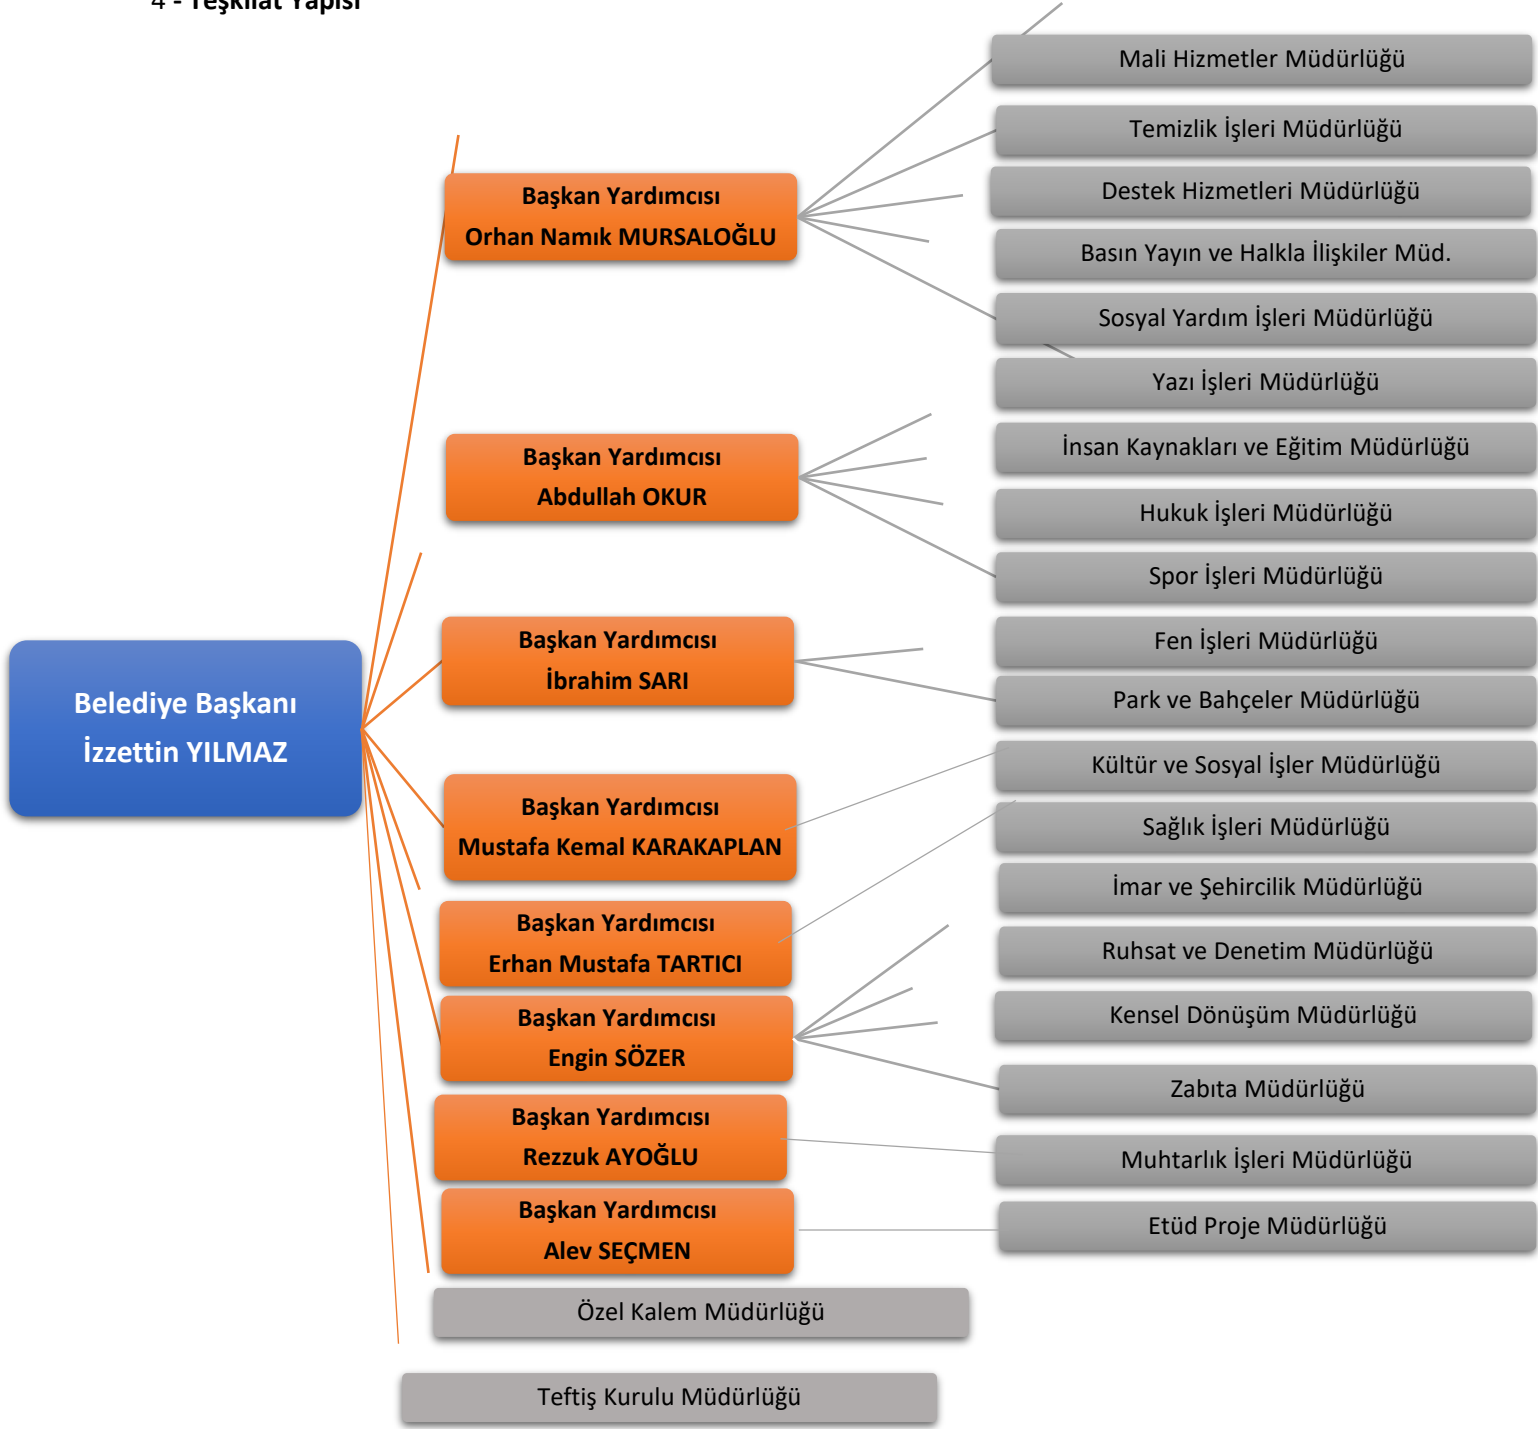 4 - Teşkilat Yapısı
Mali Hizmetler Müdürlüğü
Temizlik İşleri Müdürlüğü
Başkan Yardımcısı
Orhan Namık MURSALOĞLU
Destek Hizmetleri Müdürlüğü
Basın Yayın ve Halkla İlişkiler Müd.
Sosyal Yardım İşleri Müdürlüğü
Yazı İşleri Müdürlüğü
Başkan Yardımcısı
Abdullah OKUR
İnsan Kaynakları ve Eğitim Müdürlüğü
Hukuk İşleri Müdürlüğü
Spor İşleri Müdürlüğü
Başkan Yardımcısı
İbrahim SARI
Fen İşleri Müdürlüğü
Park ve Bahçeler Müdürlüğü
Belediye Başkanı
İzzettin YILMAZ
Kültür ve Sosyal İşler Müdürlüğü
Başkan Yardımcısı
Mustafa Kemal KARAKAPLAN
Sağlık İşleri Müdürlüğü
İmar ve Şehircilik Müdürlüğü
Başkan Yardımcısı
Erhan Mustafa TARTICI
Ruhsat ve Denetim Müdürlüğü
Başkan Yardımcısı
Engin SÖZER
Kensel Dönüşüm Müdürlüğü
Zabıta Müdürlüğü
Başkan Yardımcısı
Rezzuk AYOĞLU
Muhtarlık İşleri Müdürlüğü
Başkan Yardımcısı
Alev SEÇMEN
Etüd Proje Müdürlüğü
Özel Kalem Müdürlüğü
Teftiş Kurulu Müdürlüğü